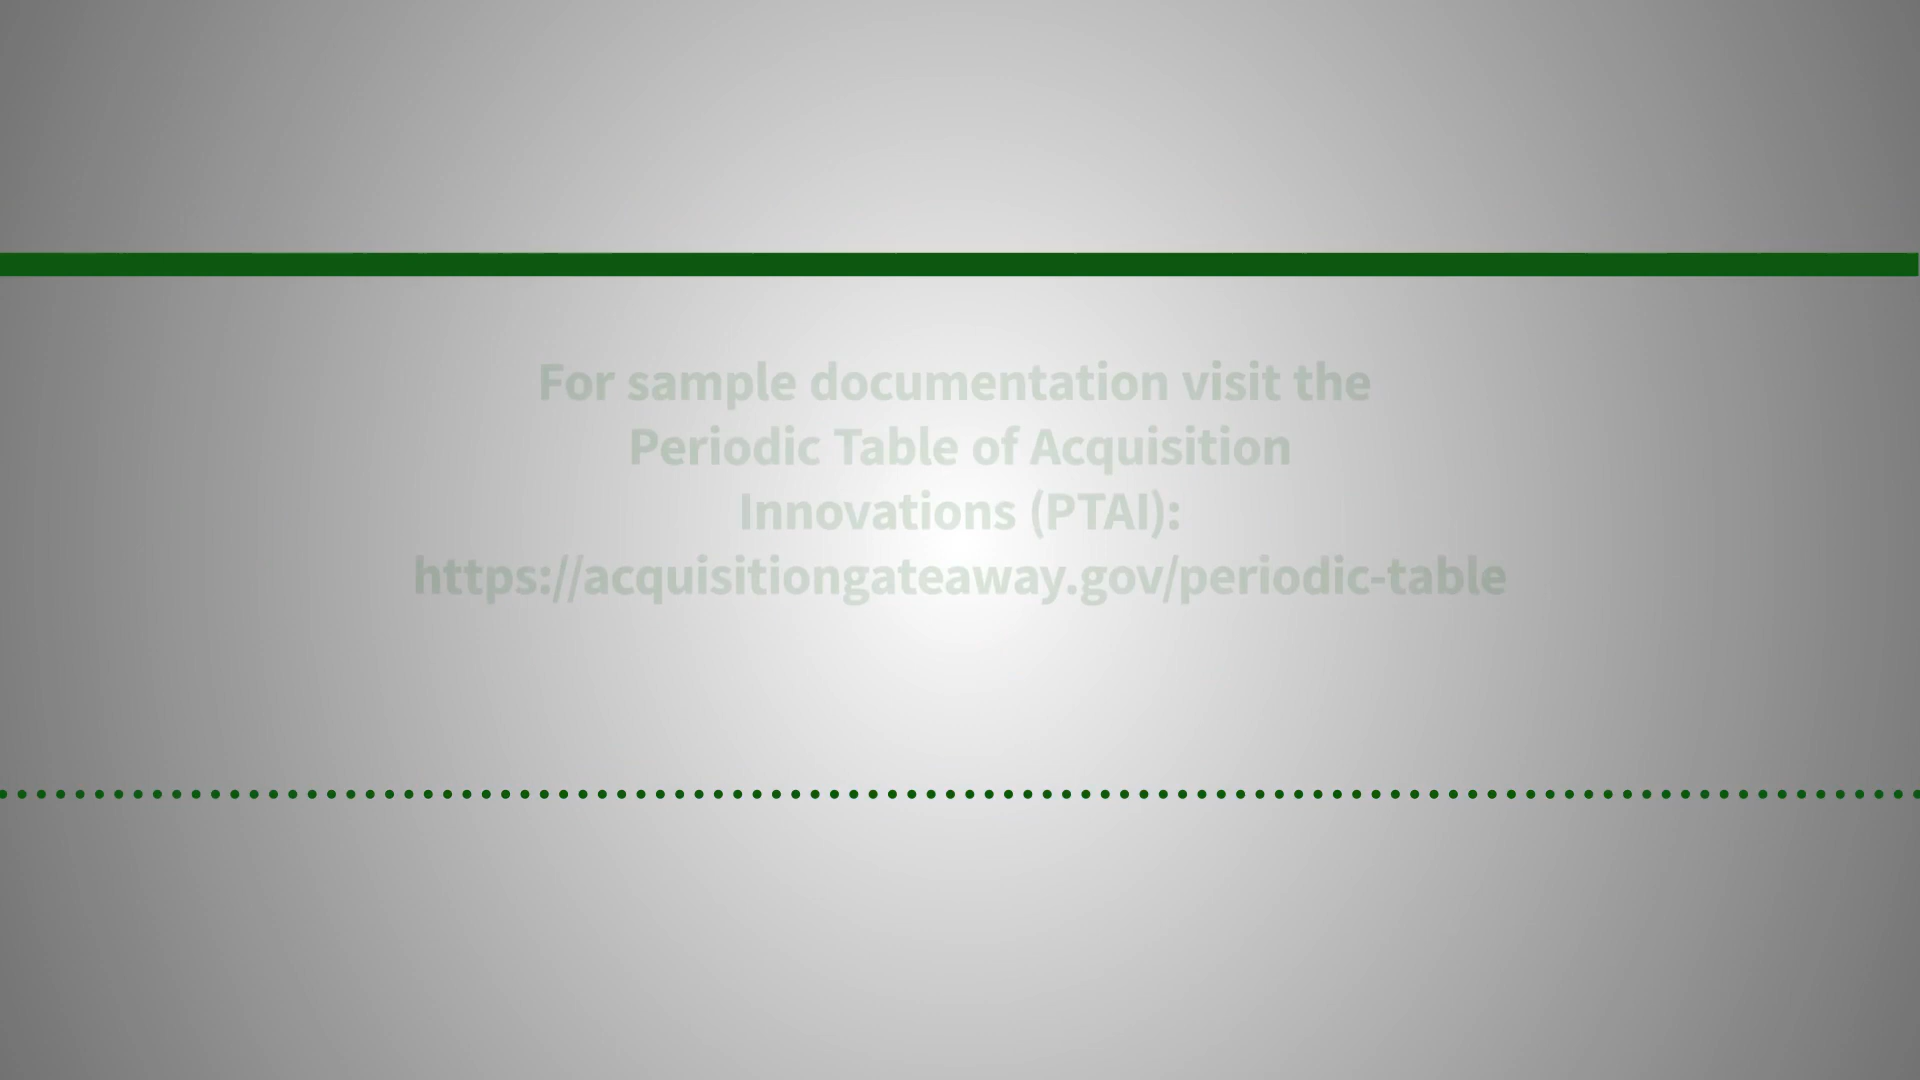 For sample documentation visit the
Periodic Table of Acquisition
Innovations (PTAI):
https://acquisitiongateaway.gov/periodic-table